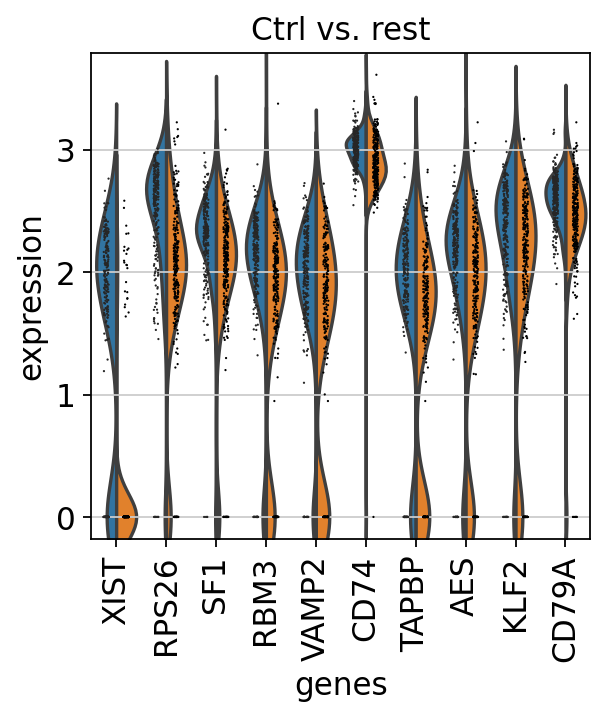 Ctrl vs. rest
expression
3
2
1
0
XIST
RPS26
SF1
RBM3
VAMP2
CD74
TAPBP
AES
KLF2
CD79A
genes